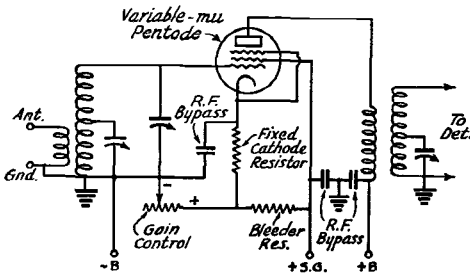 Variable-mu
Pentode
Ant.
Gnd.
R.F.
Bypass
Fixed
Cathode
Resistor
To
Det.
-
+
Gain
Control
Bleeder
Res.
R.F.
Bypass
-B
+S.G.
+B